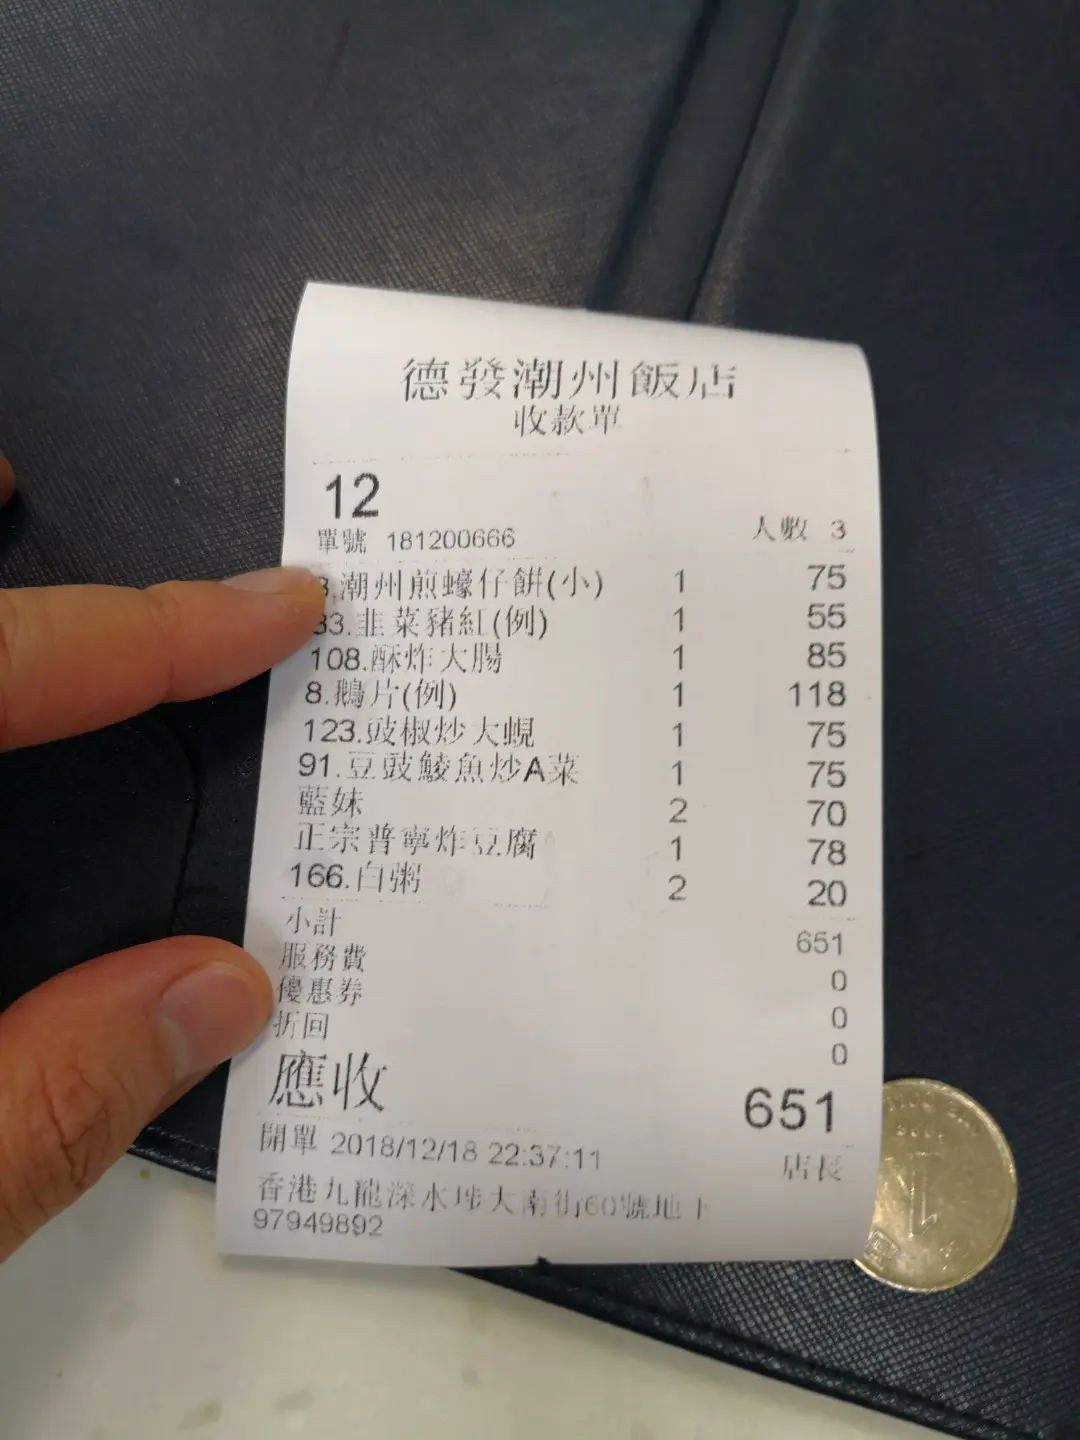 德發潮州飯店
收款單
12
單號 181200666 人數 3
3.潮州煎蠔仔餅(小) 1 75
33.韭菜豬紅(例) 1 55
108.酥炸大腸 1 85
8.鵝片(例) 1 118
123.豉椒炒大蜆 1 75
91.豆豉鯪魚炒A菜 1 75
藍妹 2 70
正宗普寧炸豆腐 1 78
166.白粥 2 20
小計 651
服務費 0
優惠券 0
折回 0
應收 651
開單 2018/12/18 22:37:11 店長
香港九龍深水埗大南街60號地下
97949892
1